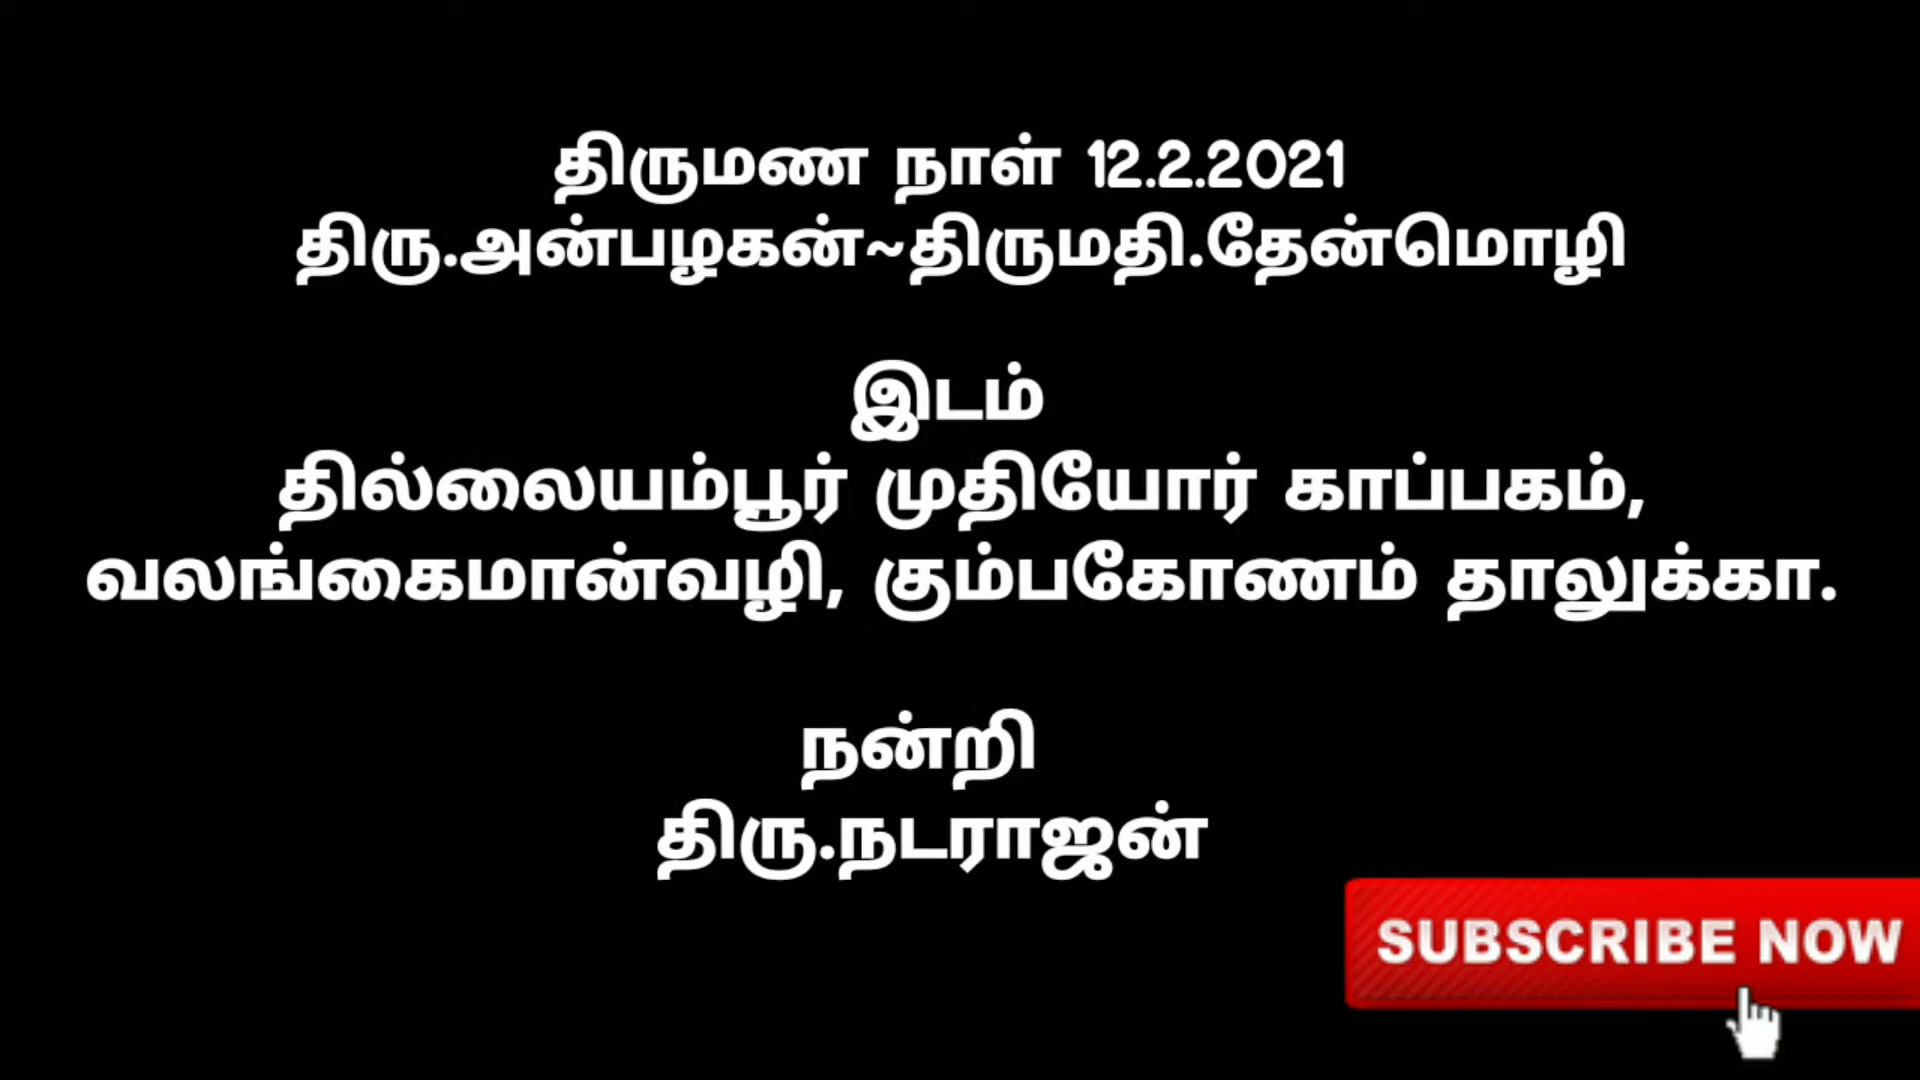 திருமண நாள் 12.2.2021
திரு.அன்பழகன்~திருமதி.தேன்மொழி
இடம்
தில்லையம்பூர் முதியோர் காப்பகம்,
வலங்கைமான்வழி, கும்பகோணம் தாலுக்கா.
நன்றி
திரு.நடராஜன்
SUBSCRIBE NOW